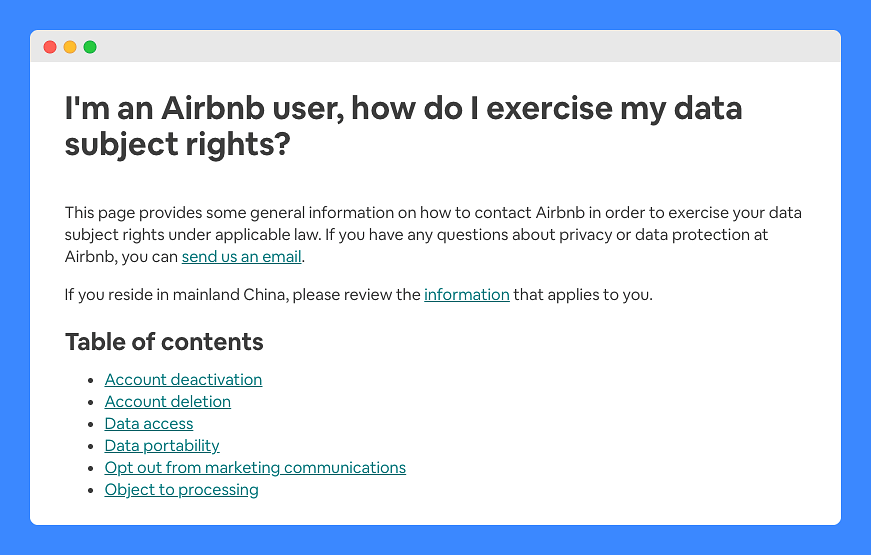 I'm an Airbnb user, how do I exercise my data
subject rights?
This page provides some general information on how to contact Airbnb in order to exercise your data
subject rights under applicable law. If you have any questions about privacy or data protection at
Airbnb, you can send us an email.
If you reside in mainland China, please review the information that applies to you.
Table of contents
• Account deactivation
• Account deletion
• Data access
• Data portability
• Opt out from marketing communications
• Object to processing